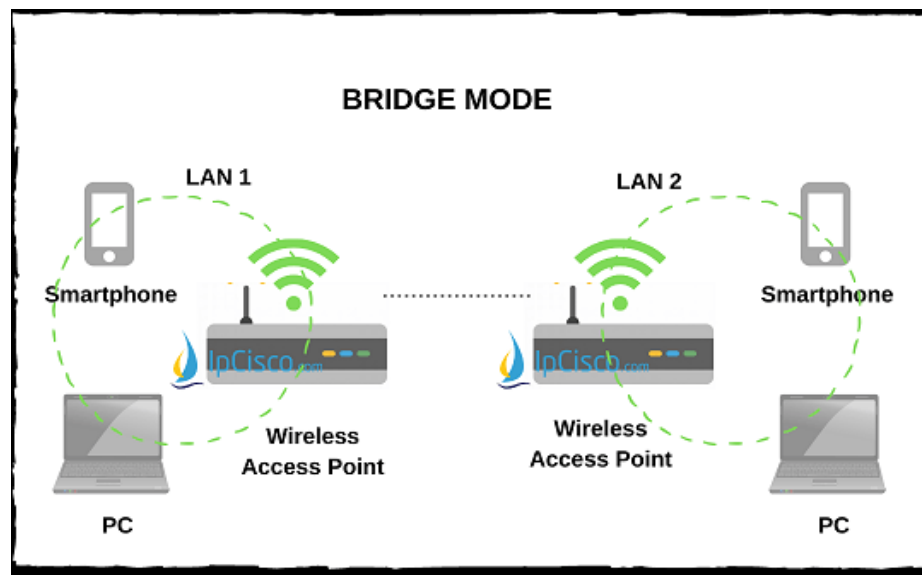 BRIDGE MODE
LAN 1
LAN 2
Smartphone
Smartphone
IpCisco.com
IpCisco.com
Wireless
Access Point
Wireless
Access Point
PC
PC